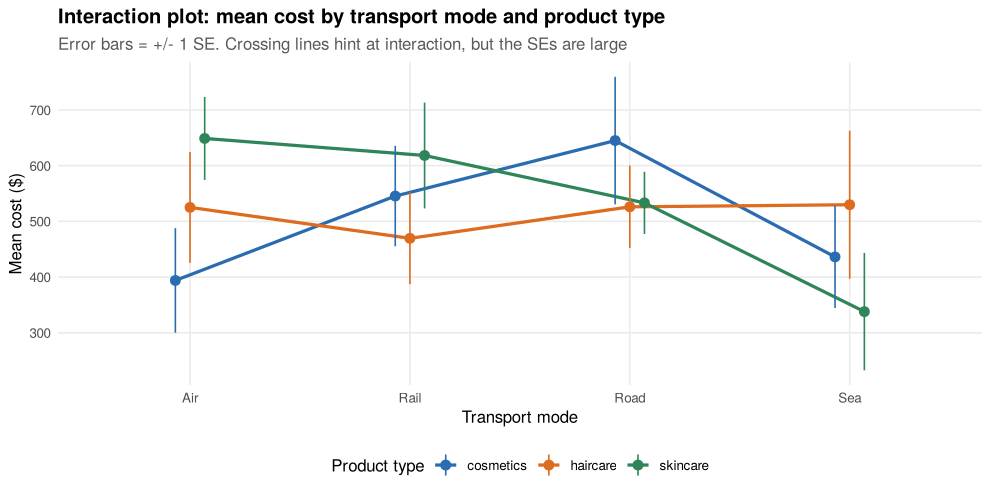 Interaction plot: mean cost by transport mode and product type
Error bars = +/- 1 SE. Crossing lines hint at interaction, but the SEs are large
Mean cost ($)
700
600
500
400
300
Air Rail Road Sea
Transport mode
Product type cosmetics haircare skincare